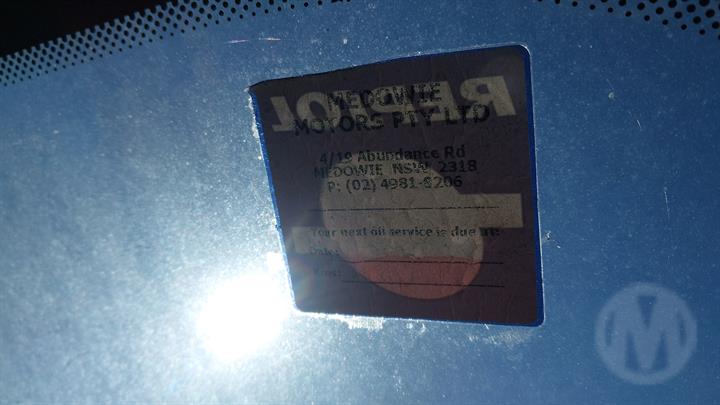 MEDOWIE
MOTORS PTY LTD
4/19 Abundance Rd
MEDOWIE NSW 2318
P: (02) 4981-8206
Your next oil service is due at:
Date:
Kms:
REPSOL
M